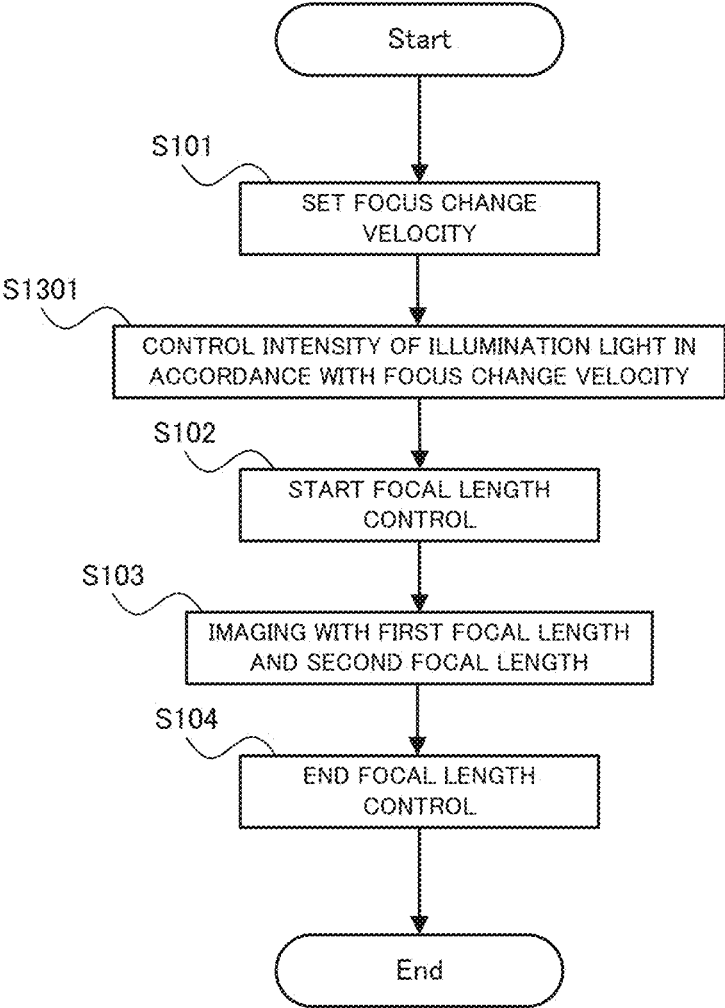 Start
S101
SET FOCUS CHANGE
VELOCITY
S1301
CONTROL INTENSITY OF ILLUMINATION LIGHT IN
ACCORDANCE WITH FOCUS CHANGE VELOCITY
S102
START FOCAL LENGTH
CONTROL
S103
IMAGING WITH FIRST FOCAL LENGTH
AND SECOND FOCAL LENGTH
S104
END FOCAL LENGTH
CONTROL
End